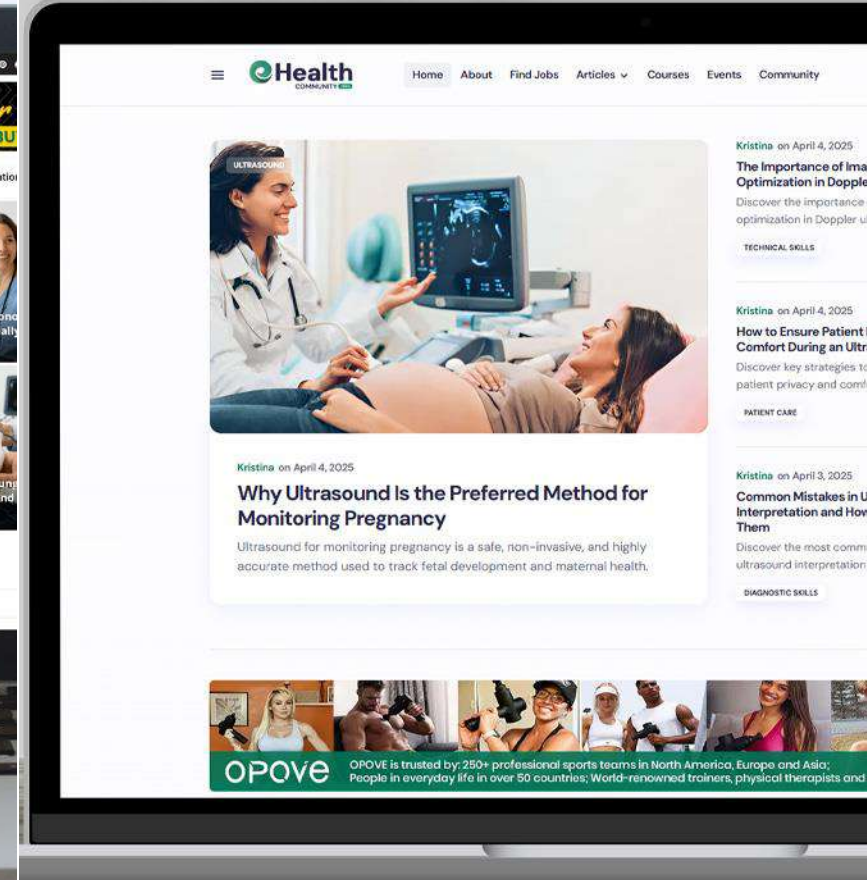 eHealth
COMMUNITY
Home About Find Jobs Articles Courses Events Community
ULTRASOUND
Kristina on April 4, 2025
Why Ultrasound Is the Preferred Method for
Monitoring Pregnancy
Ultrasound for monitoring pregnancy is a safe, non-invasive, and highly
accurate method used to track fetal development and maternal health.
Kristina on April 4, 2025
The Importance of Ima
Optimization in Dopple
Discover the importance
optimization in Doppler u
TECHNICAL SKILLS
Kristina on April 4, 2025
How to Ensure Patient
Comfort During an Ultr
Discover key strategies to
patient privacy and comf
PATIENT CARE
Kristina on April 3, 2025
Common Mistakes in U
Interpretation and How
Them
Discover the most comm
ultrasound interpretation
DIAGNOSTIC SKILLS
OPOVE
OPOVE is trusted by: 250+ professional sports teams in North America, Europe and Asia;
People in everyday life in over 50 countries; World-renowned trainers, physical therapists and